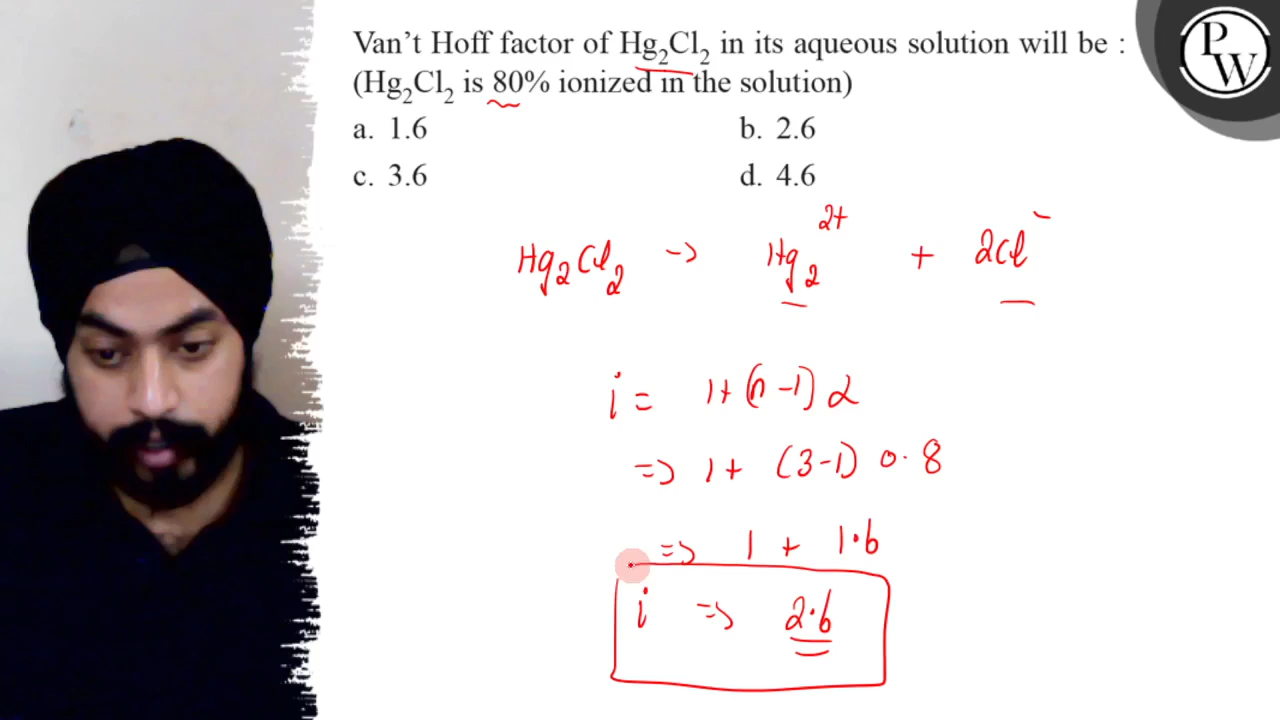 Van't Hoff factor of Hg₂Cl₂ in its aqueous solution will be :
(Hg₂Cl₂ is 80% ionized in the solution)
a. 1.6 b. 2.6
c. 3.6 d. 4.6
Hg₂Cl₂ → Hg₂²⁺ + 2Cl⁻
i = 1+(n-1)α
⇒ 1+ (3-1) 0.8
⇒ 1 + 1.6
i ⇒ 2.6
PW